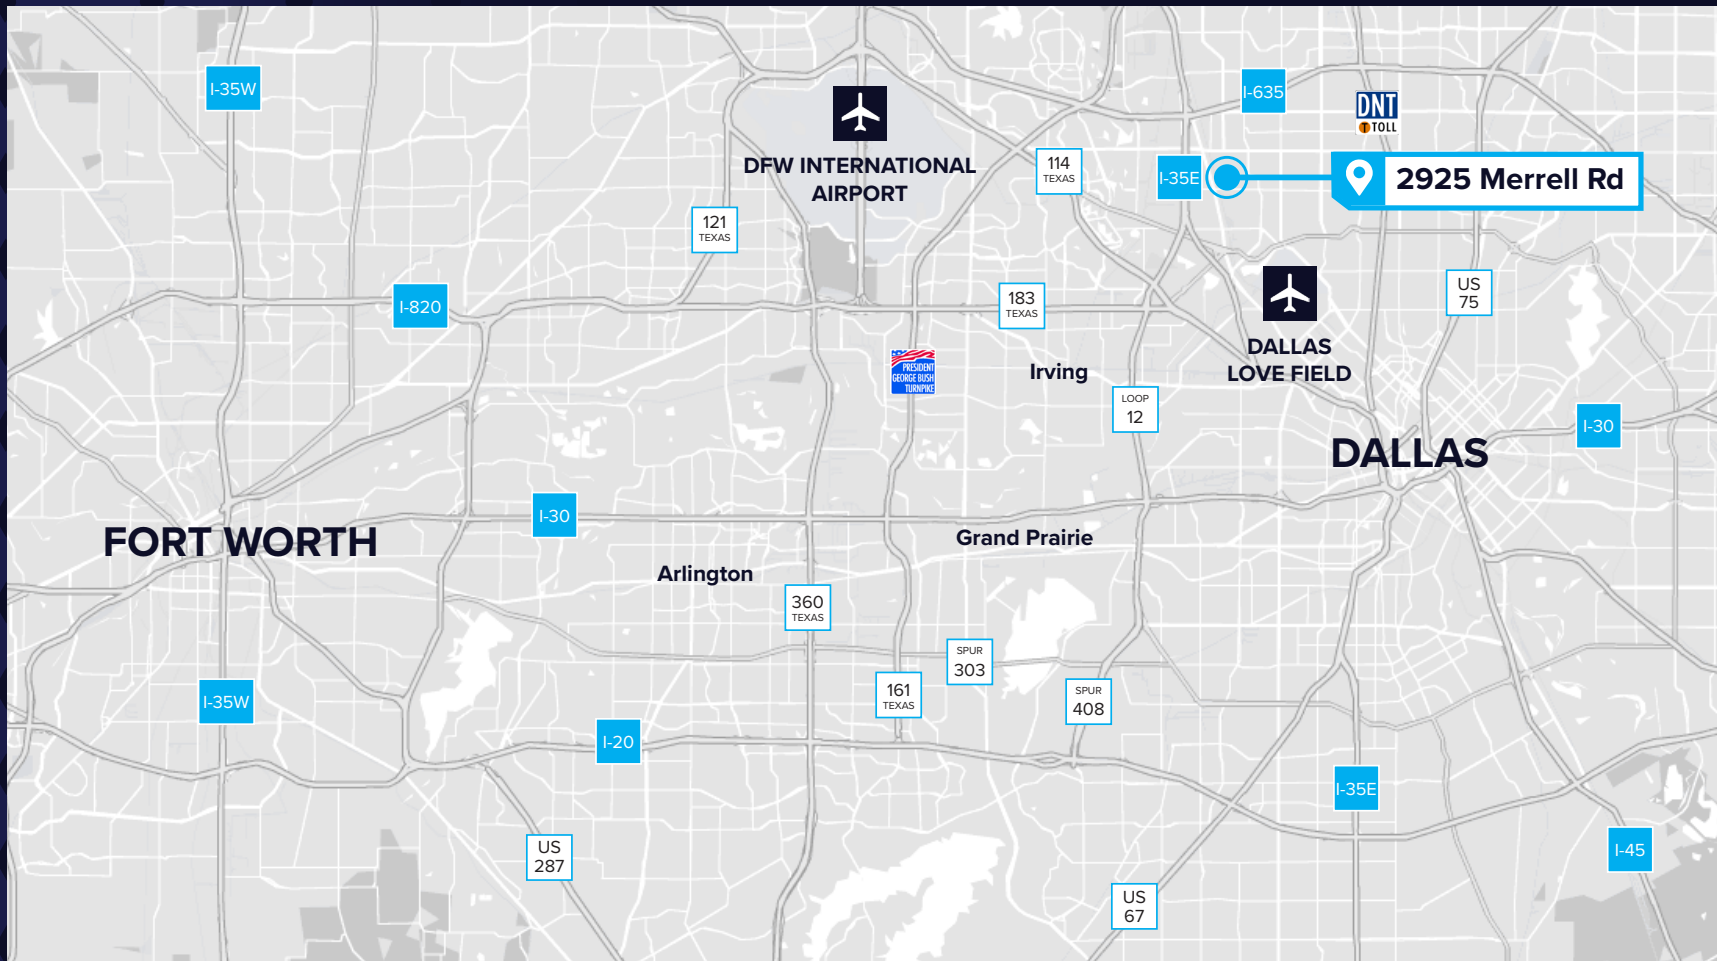 I-35W
I-635
DNT
TOLL
DFW INTERNATIONAL
AIRPORT
114
TEXAS
I-35E
2925 Merrell Rd
121
TEXAS
I-820
183
TEXAS
US
75
DALLAS
LOVE FIELD
PRESIDENT
GEORGE BUSH
TURNPIKE
Irving
LOOP
12
I-30
DALLAS
I-30
FORT WORTH
Grand Prairie
Arlington
360
TEXAS
SPUR
303
161
TEXAS
SPUR
408
I-35W
I-20
I-35E
US
287
I-45
US
67